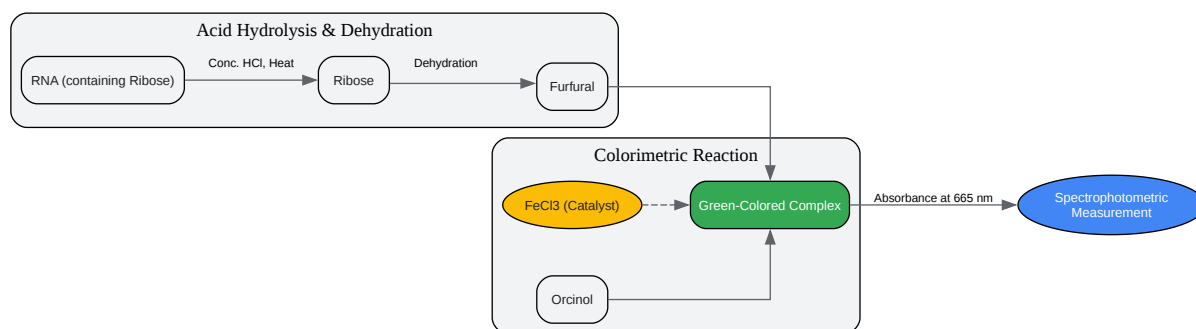 Acid Hydrolysis & Dehydration
RNA (containing Ribose)
Conc. HCl, Heat
Ribose
Dehydration
Furfural
Colorimetric Reaction
FeCl3 (Catalyst)
Green-Colored Complex
Absorbance at 665 nm
Spectrophotometric
Measurement
Orcinol